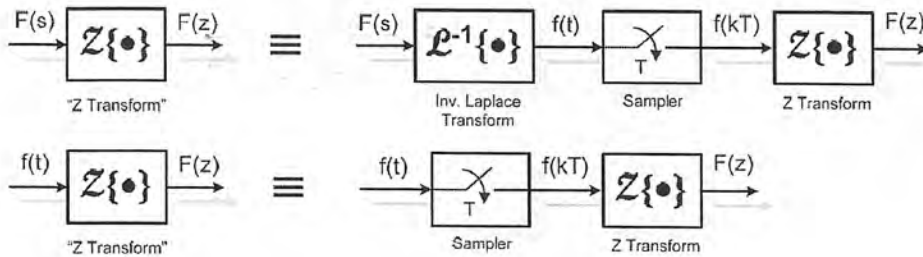 F(s) Z{•} F(z) ≡ F(s) ℒ⁻¹{•} f(t) T f(kT) Z{•} F(z)
"Z Transform" Inv. Laplace Transform Sampler Z Transform
f(t) Z{•} F(z) ≡ f(t) T f(kT) Z{•} F(z)
"Z Transform" Sampler Z Transform